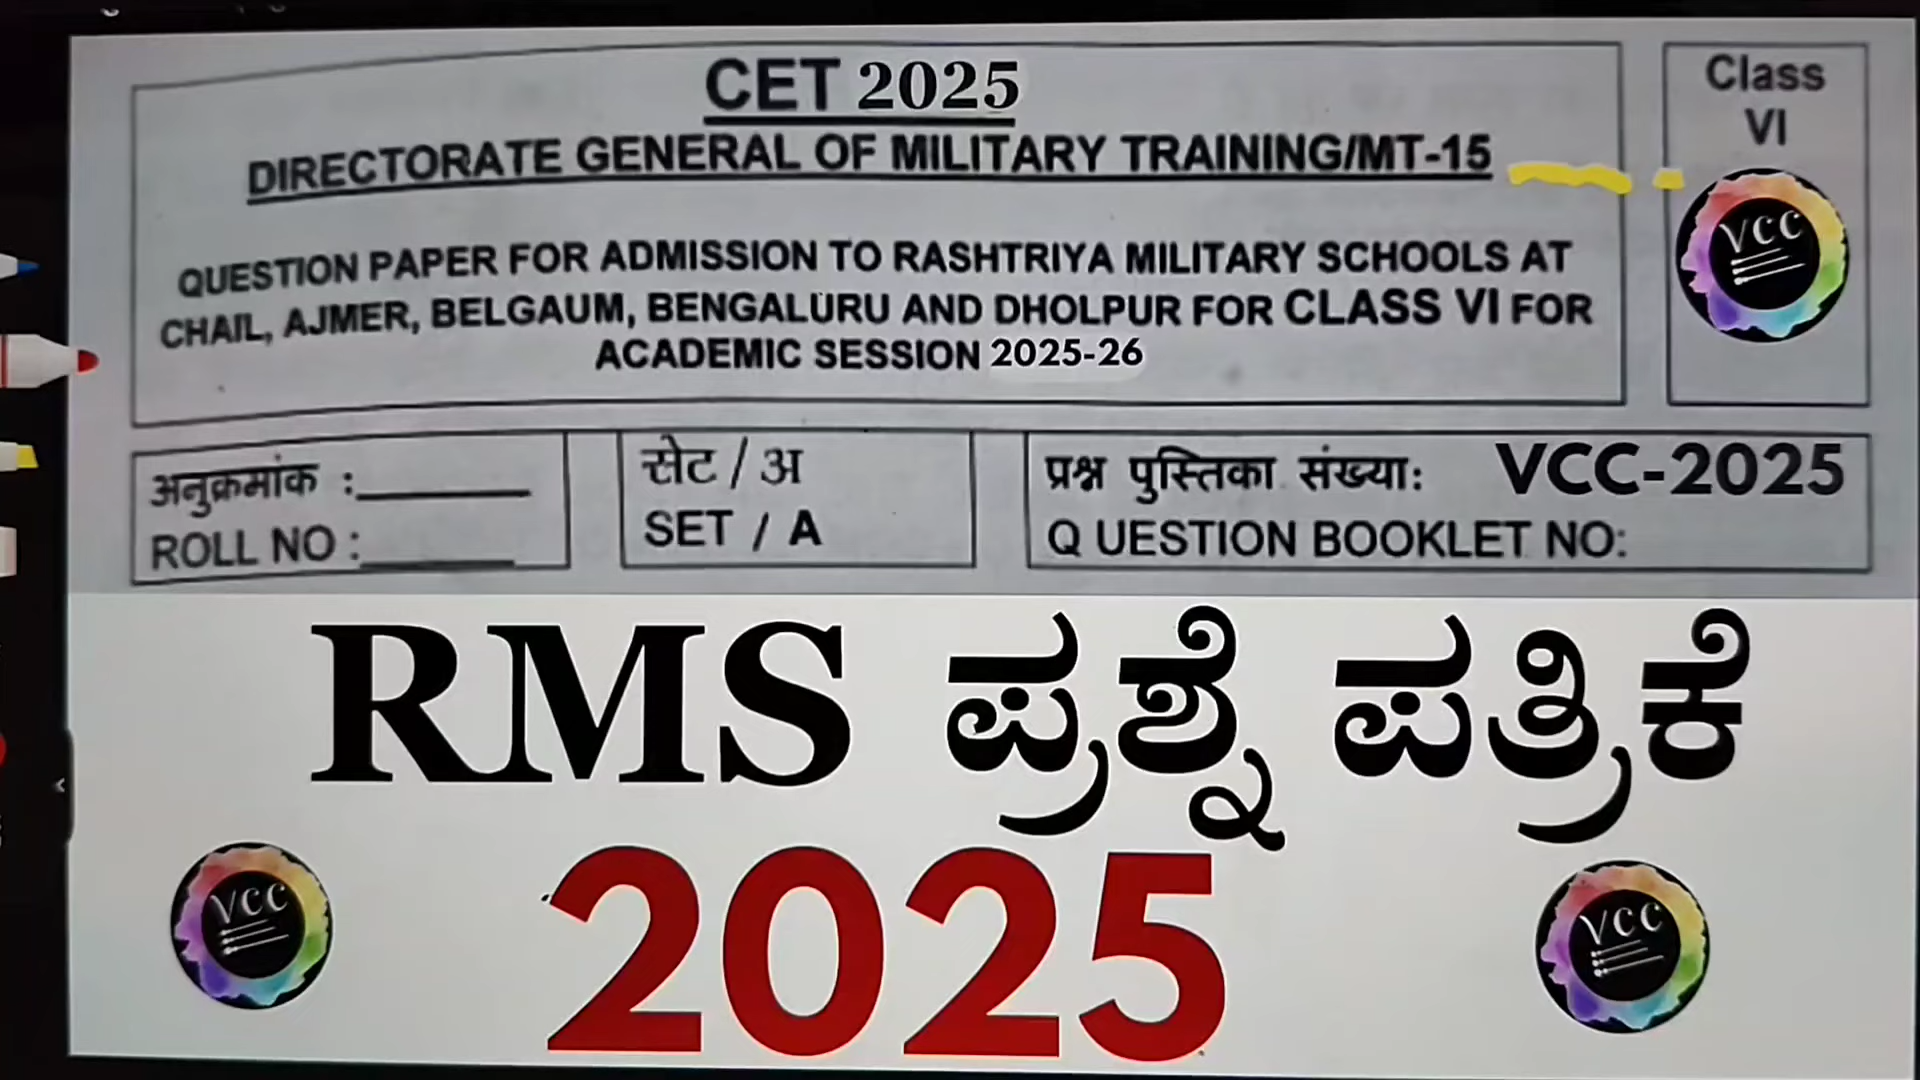 CET 2025
DIRECTORATE GENERAL OF MILITARY TRAINING/MT-15
QUESTION PAPER FOR ADMISSION TO RASHTRIYA MILITARY SCHOOLS AT
CHAIL, AJMER, BELGAUM, BENGALURU AND DHOLPUR FOR CLASS VI FOR
ACADEMIC SESSION 2025-26
Class
VI
VCC
अनुक्रमांक :
ROLL NO :
सेट / अ
SET / A
प्रश्न पुस्तिका संख्या: VCC-2025
Q UESTION BOOKLET NO:
RMS ಪ್ರಶ್ನೆ ಪತ್ರಿಕೆ
2025
VCC
VCC